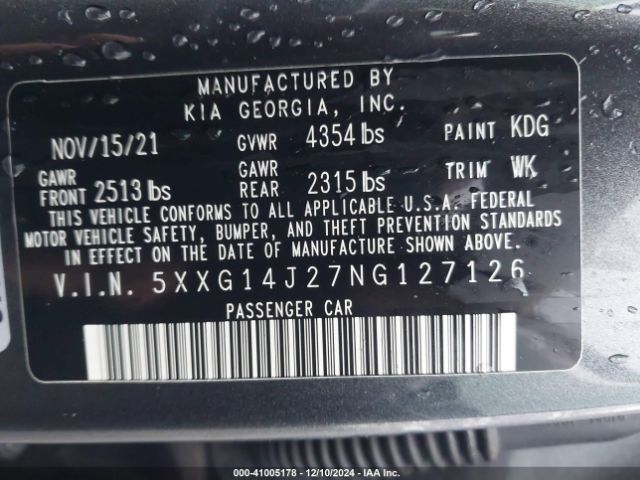 MANUFACTURED BY
KIA GEORGIA, INC.
NOV/15/21 GVWR 4354 lbs PAINT KDG
GAWR FRONT 2513 lbs GAWR REAR 2315 lbs TRIM WK
THIS VEHICLE CONFORMS TO ALL APPLICABLE U.S.A. FEDERAL
MOTOR VEHICLE SAFETY, BUMPER, AND THEFT PREVENTION STANDARDS
IN EFFECT ON THE DATE OF MANUFACTURE SHOWN ABOVE.
V.I.N. 5XXG14J27NG127126
PASSENGER CAR
000-41005178 - 12/10/2024 - IAA Inc.